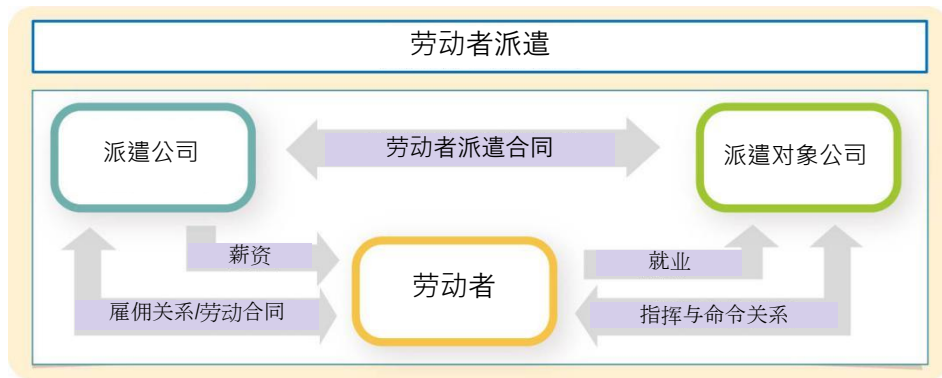 劳动者派遣
派遣公司
劳动者派遣合同
派遣对象公司
薪资
劳动者
就业
雇佣关系/劳动合同
指挥与命令关系